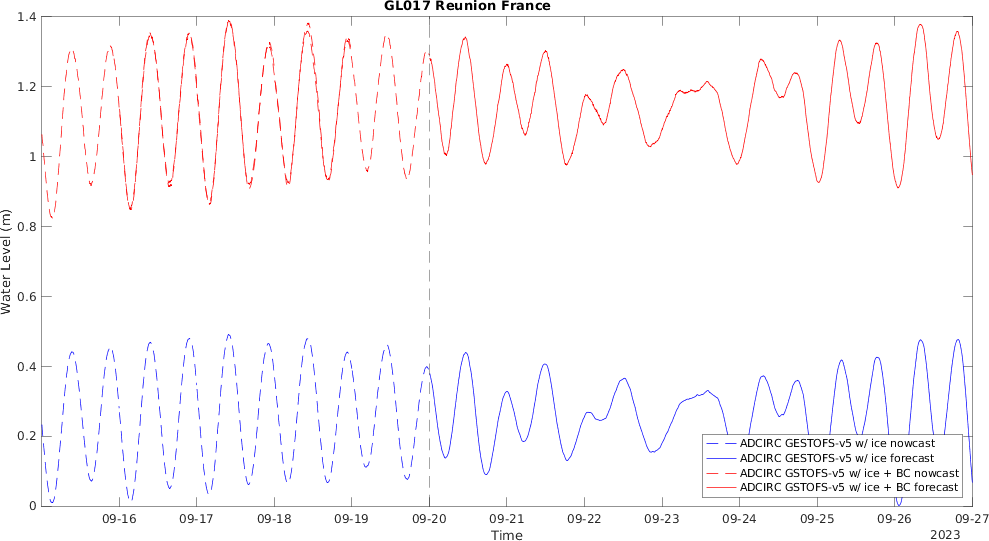 GL017 Reunion France
1.4
1.2
1
0.8
0.6
0.4
0.2
0
Water Level (m)
ADCIRC GESTOFS-v5 w/ ice nowcast
ADCIRC GESTOFS-v5 w/ ice forecast
ADCIRC GSTOFS-v5 w/ ice + BC nowcast
ADCIRC GSTOFS-v5 w/ ice + BC forecast
09-16 09-17 09-18 09-19 09-20 09-21 09-22 09-23 09-24 09-25 09-26 09-27
Time
2023